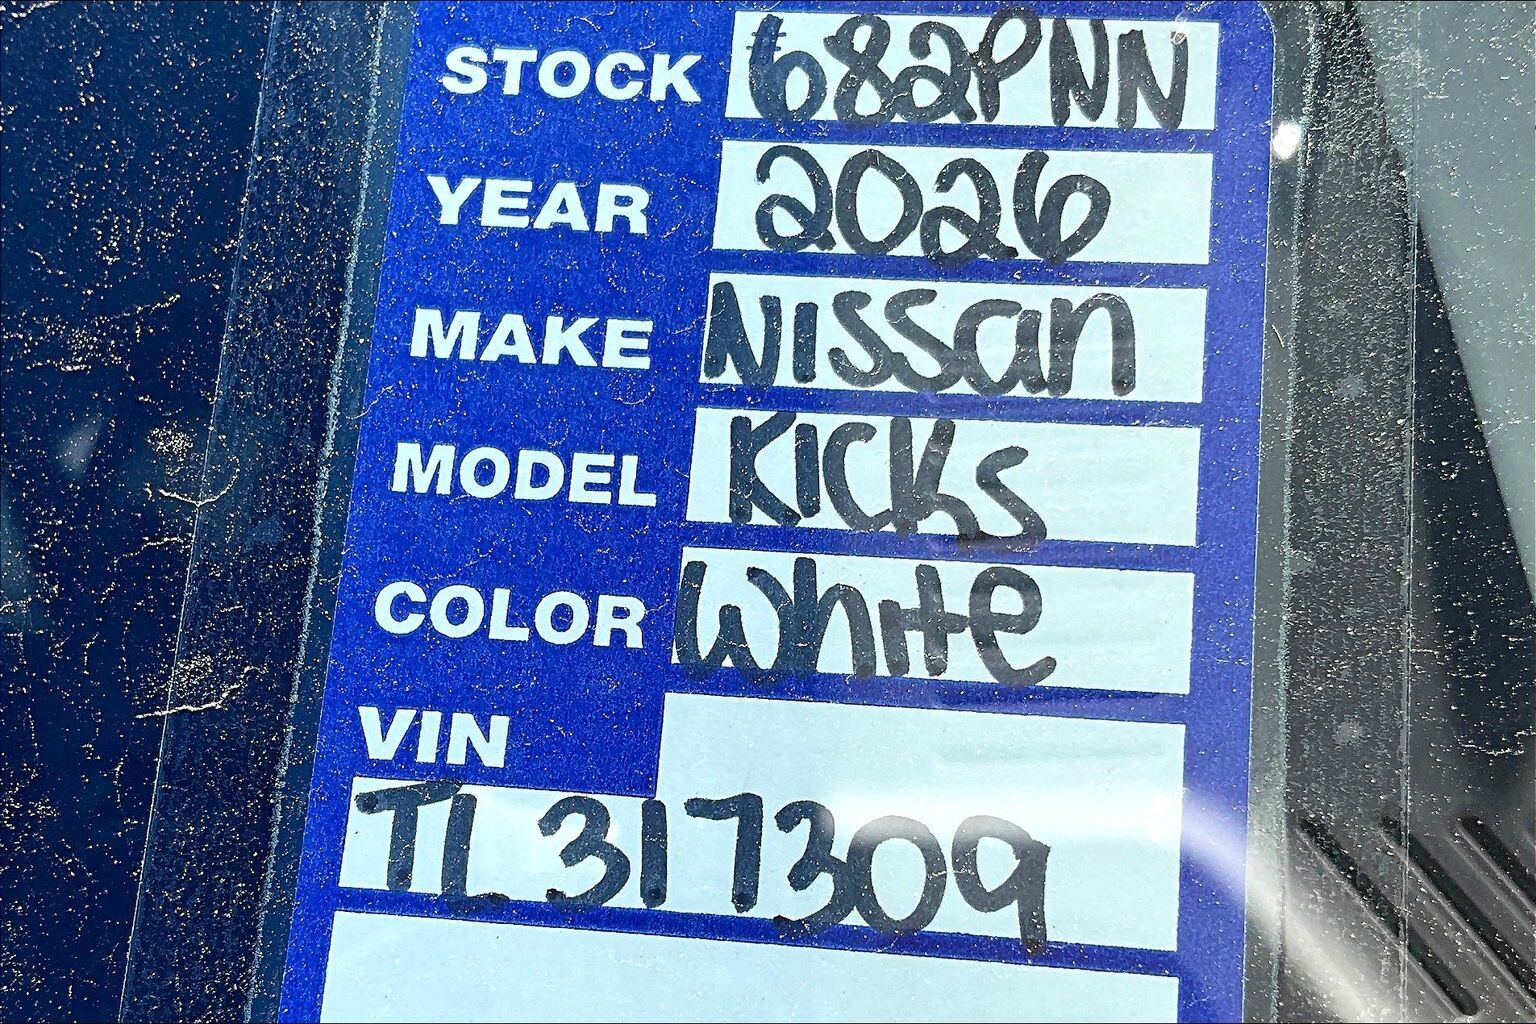 STOCK #682PNN
YEAR 2026
MAKE NISSan
MODEL KICKS
COLOR White
VIN
TL317309